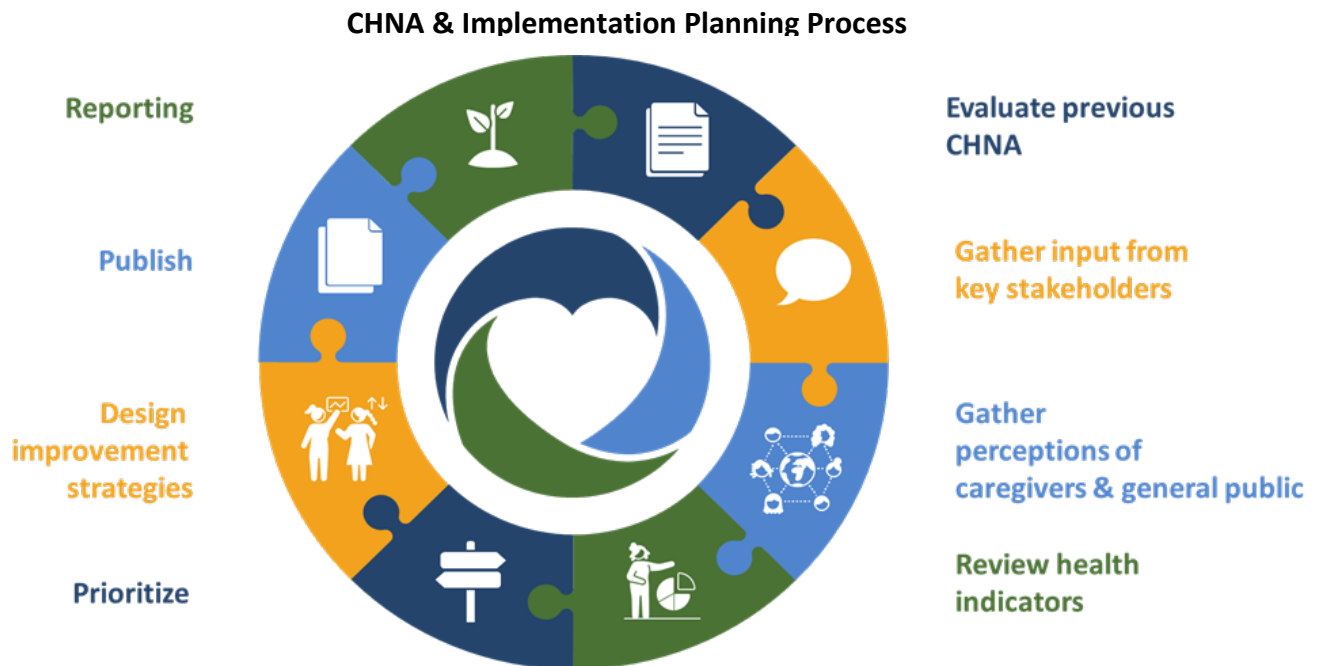 CHNA & Implementation Planning Process
Reporting
Evaluate previous
CHNA
Publish
Gather input from
key stakeholders
Design
improvement
strategies
Gather
perceptions of
caregivers & general public
Prioritize
Review health
indicators